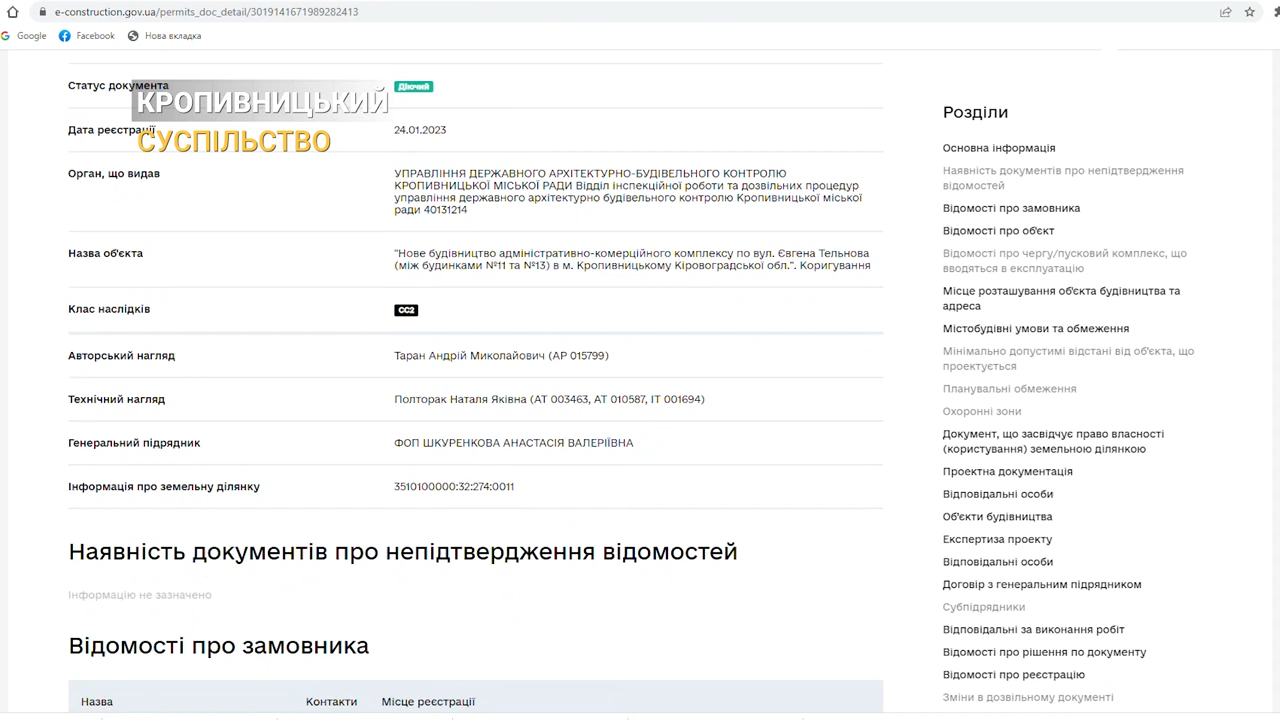 e-construction.gov.ua/permits_doc_detail/3019141671989282413
Google
Facebook
Нова вкладка
КРОПИВНИЦЬКИЙ
СУСПІЛЬСТВО
Статус документа
Діючий
Дата реєстрації
24.01.2023
Орган, що видав
УПРАВЛІННЯ ДЕРЖАВНОГО АРХІТЕКТУРНО-БУДІВЕЛЬНОГО КОНТРОЛЮ
КРОПИВНИЦЬКОЇ МІСЬКОЇ РАДИ Відділ інспекційної роботи та дозвільних процедур
управління державного архітектурно будівельного контролю Кропивницької міської
ради 40131214
Назва об'єкта
"Нове будівництво адміністративно-комерційного комплексу по вул. Євгена Тельнова
(між будинками №11 та №13) в м. Кропивницькому Кіровоградської обл.". Коригування
Клас наслідків
СС2
Авторський нагляд
Таран Андрій Миколайович (АР 015799)
Технічний нагляд
Полторак Наталя Яківна (АТ 003463, АТ 010587, ІТ 001694)
Генеральний підрядник
ФОП ШКУРЕНКОВА АНАСТАСІЯ ВАЛЕРІЇВНА
Інформація про земельну ділянку
3510100000:32:274:0011
Наявність документів про непідтвердження відомостей
Інформацію не зазначено
Відомості про замовника
Назва
Контакти
Місце реєстрації
Розділи
Основна інформація
Наявність документів про непідтвердження
відомостей
Відомості про замовника
Відомості про об'єкт
Відомості про чергу/пусковий комплекс, що
вводяться в експлуатацію
Місце розташування об'єкта будівництва та
адреса
Містобудівні умови та обмеження
Мінімально допустимі відстані від об'єкта, що
проектується
Планувальні обмеження
Охоронні зони
Документ, що засвідчує право власності
(користування) земельною ділянкою
Проектна документація
Відповідальні особи
Об'єкти будівництва
Експертиза проекту
Відповідальні особи
Договір з генеральним підрядником
Субпідрядники
Відповідальні за виконання робіт
Відомості про рішення по документу
Відомості про реєстрацію
Зміни в дозвільному документі